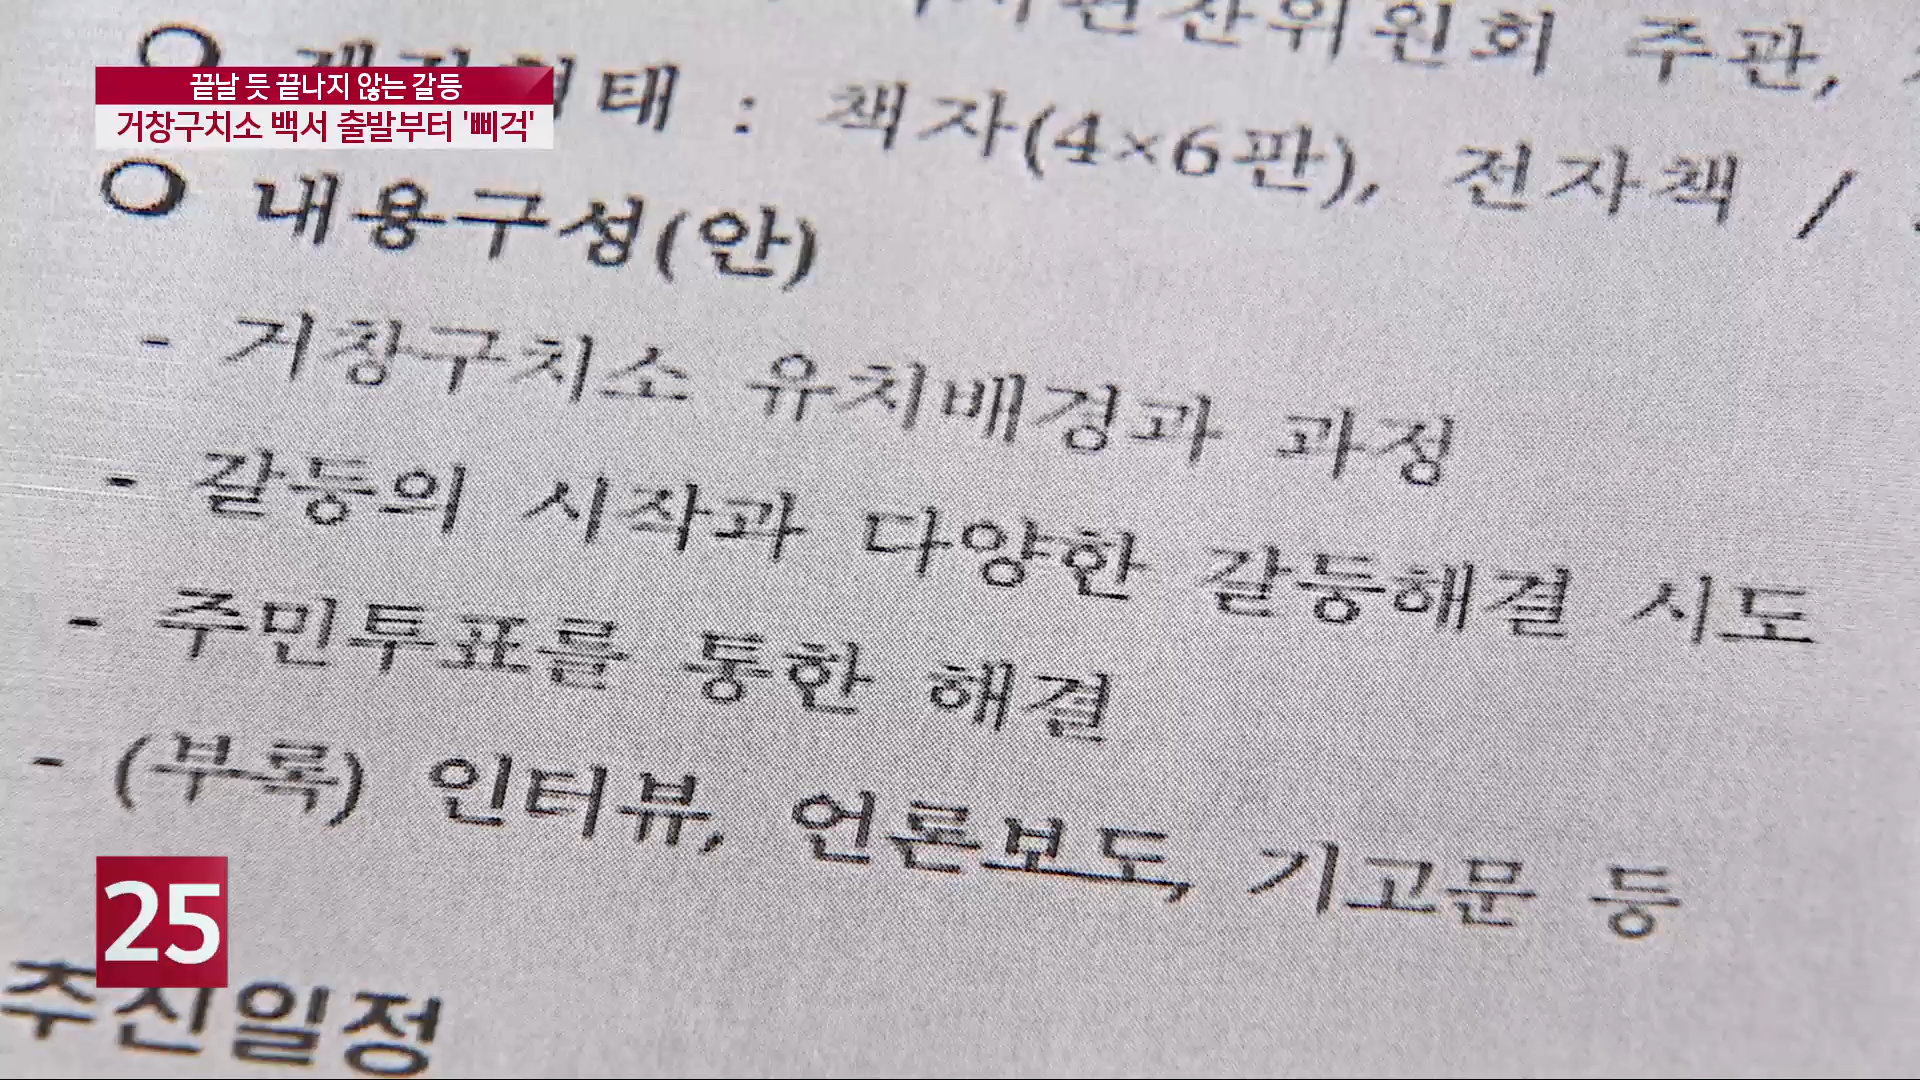 위원회 주관,
끝날 듯 끝나지 않는 갈등
거창구치소 백서 출발부터 '삐걱'
태 : 책자(4×6판), 전자책 /
내용구성(안)
- 거창구치소 유치배경과 과정
- 갈등의 시작과 다양한 갈등해결 시도
- 주민투표를 통한 해결
- (부록) 인터뷰, 언론보도, 기고문 등
25
추진일정